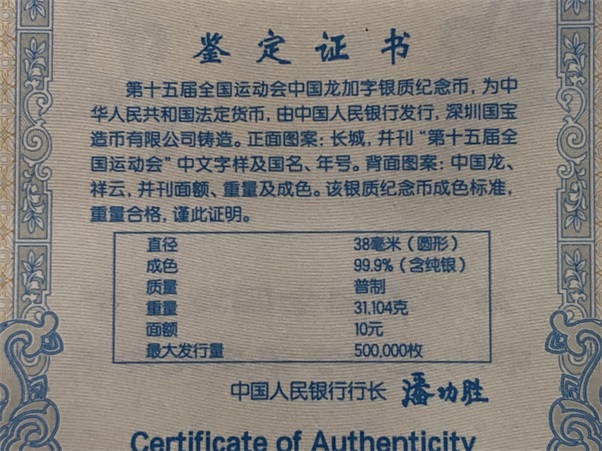 鉴定证书
第十五届全国运动会中国龙加字银质纪念币，为中
华人民共和国法定货币，由中国人民银行发行，深圳国宝
造币有限公司铸造。正面图案：长城，并刊“第十五届全
国运动会”中文字样及国名、年号。背面图案：中国龙、
祥云，并刊面额、重量及成色。该银质纪念币成色标准，
重量合格，谨此证明。
直径 38毫米（圆形）
成色 99.9%（含纯银）
质量 普制
重量 31.104克
面额 10元
最大发行量 500,000枚
中国人民银行行长 潘功胜
Certificate of Authenticity